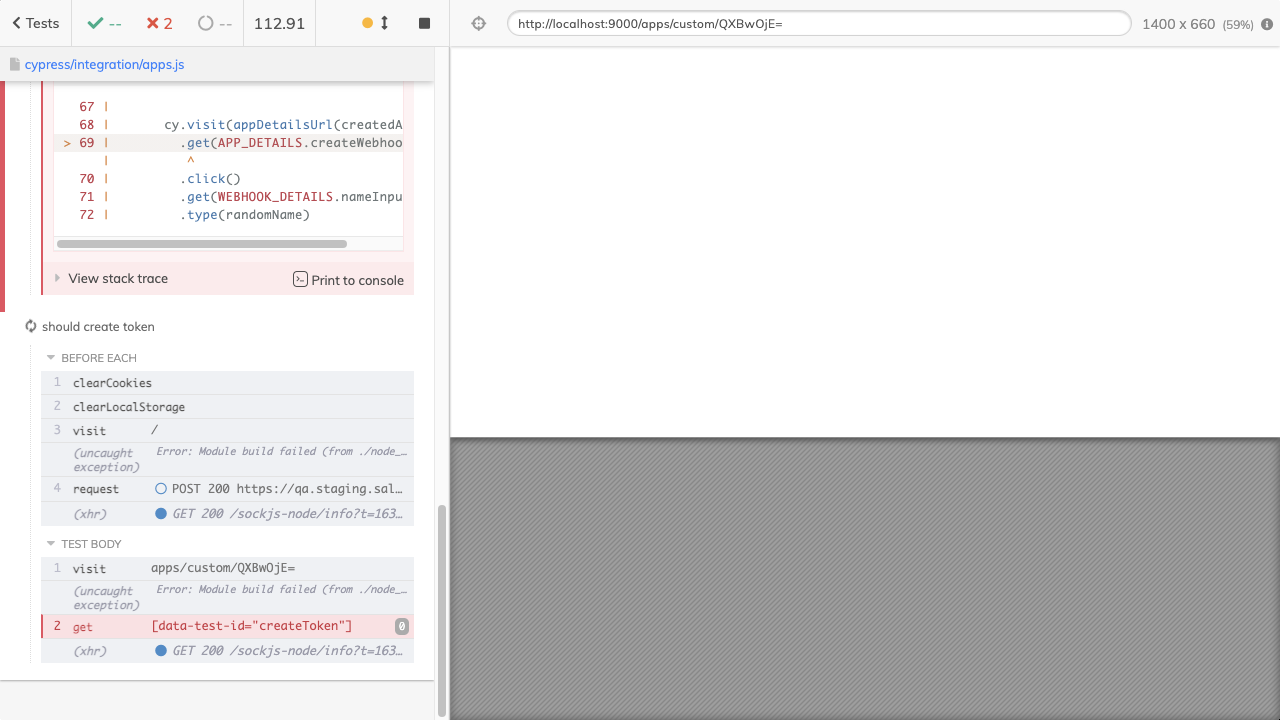 Tests
--
2
--
112.91
http://localhost:9000/apps/custom/QXBwOjE=
1400 x 660 (59%)
cypress/integration/apps.js
67 |
68 | cy.visit(appDetailsUrl(createdA
> 69 | .get(APP_DETAILS.createWebhoo
| ^
70 | .click()
71 | .get(WEBHOOK_DETAILS.nameInpu
72 | .type(randomName)
View stack trace
Print to console
should create token
BEFORE EACH
1 clearCookies
2 clearLocalStorage
3 visit /
(uncaught exception) Error: Module build failed (from ./node_…
4 request POST 200 https://qa.staging.sal…
(xhr) GET 200 /sockjs-node/info?t=163…
TEST BODY
1 visit apps/custom/QXBwOjE=
(uncaught exception) Error: Module build failed (from ./node_…
2 get [data-test-id="createToken"] 0
(xhr) GET 200 /sockjs-node/info?t=163…